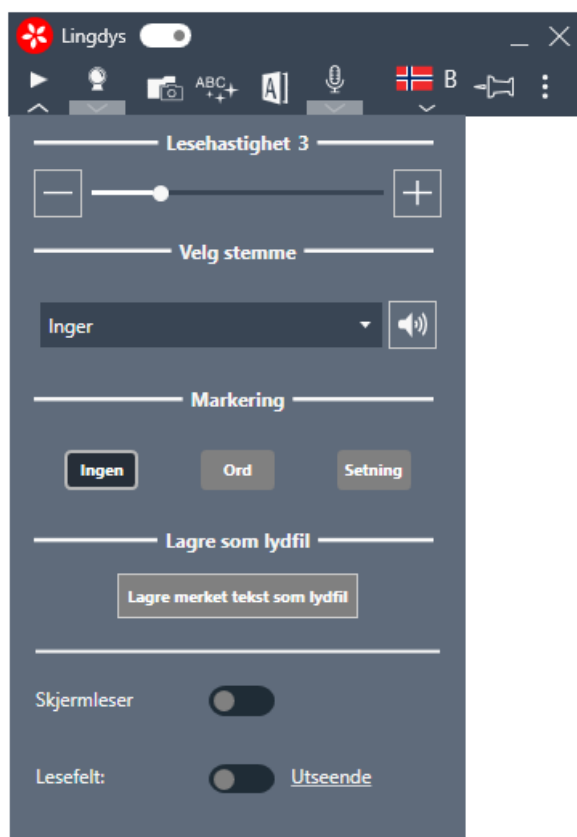 Lingdys
ABC
A
B
Lesehastighet 3
Velg stemme
Inger
Markering
Ingen
Ord
Setning
Lagre som lydfil
Lagre merket tekst som lydfil
Skjermleser
Lesefelt:
Utseende